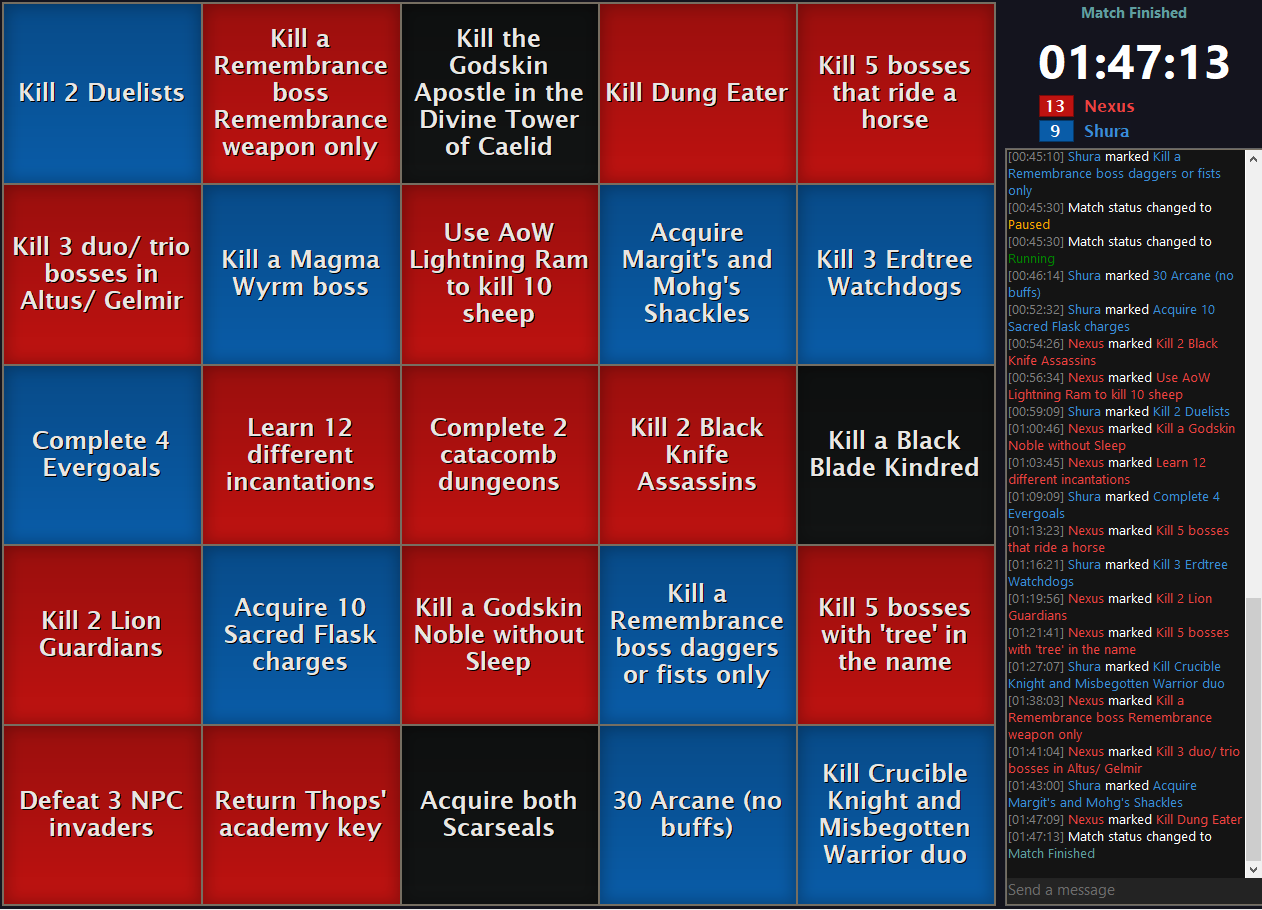 Kill 2 Duelists
Kill a
Remembrance
boss
Remembrance
weapon only
Kill the
Godskin
Apostle in the
Divine Tower
of Caelid
Kill Dung Eater
Kill 5 bosses
that ride a
horse
Kill 3 duo/ trio
bosses in
Altus/ Gelmir
Kill a Magma
Wyrm boss
Use AoW
Lightning Ram
to kill 10
sheep
Acquire
Margit's and
Mohg's
Shackles
Kill 3 Erdtree
Watchdogs
Complete 4
Evergoals
Learn 12
different
incantations
Complete 2
catacomb
dungeons
Kill 2 Black
Knife
Assassins
Kill a Black
Blade Kindred
Kill 2 Lion
Guardians
Acquire 10
Sacred Flask
charges
Kill a Godskin
Noble without
Sleep
Kill a
Remembrance
boss daggers
or fists only
Kill 5 bosses
with 'tree' in
the name
Defeat 3 NPC
invaders
Return Thops'
academy key
Acquire both
Scarseals
30 Arcane (no
buffs)
Kill Crucible
Knight and
Misbegotten
Warrior duo
Match Finished
01:47:13
13 Nexus
9 Shura
[00:45:10] Shura marked Kill a
Remembrance boss daggers or fists
only
[00:45:30] Match status changed to
Paused
[00:45:30] Match status changed to
Running
[00:46:14] Shura marked 30 Arcane (no
buffs)
[00:52:32] Shura marked Acquire 10
Sacred Flask charges
[00:54:26] Nexus marked Kill 2 Black
Knife Assassins
[00:56:34] Nexus marked Use AoW
Lightning Ram to kill 10 sheep
[00:59:09] Shura marked Kill 2 Duelists
[01:00:46] Nexus marked Kill a Godskin
Noble without Sleep
[01:03:45] Nexus marked Learn 12
different incantations
[01:09:09] Shura marked Complete 4
Evergoals
[01:13:23] Nexus marked Kill 5 bosses
that ride a horse
[01:16:21] Shura marked Kill 3 Erdtree
Watchdogs
[01:19:56] Nexus marked Kill 2 Lion
Guardians
[01:21:41] Nexus marked Kill 5 bosses
with 'tree' in the name
[01:27:07] Shura marked Kill Crucible
Knight and Misbegotten Warrior duo
[01:38:03] Nexus marked Kill a
Remembrance boss Remembrance
weapon only
[01:41:04] Nexus marked Kill 3 duo/ trio
bosses in Altus/ Gelmir
[01:43:00] Shura marked Acquire
Margit's and Mohg's Shackles
[01:47:09] Nexus marked Kill Dung Eater
[01:47:13] Match status changed to
Match Finished
Send a message